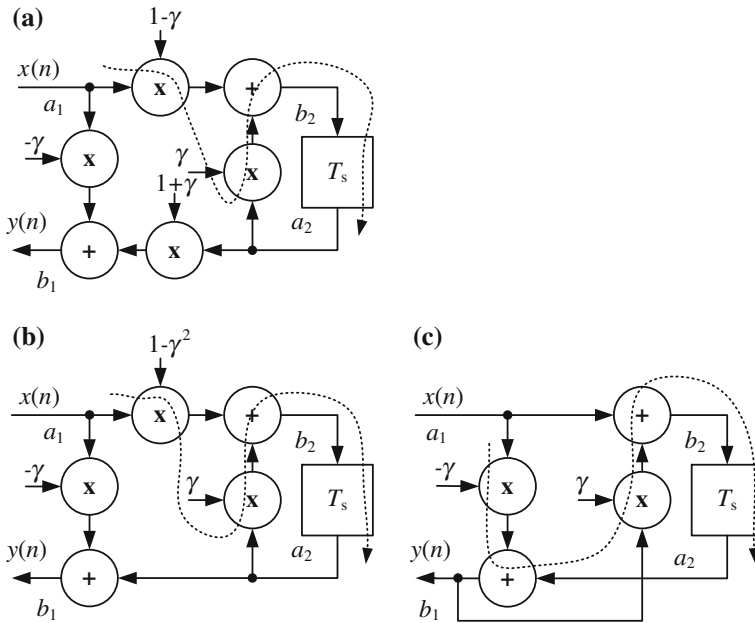 (a)
1-γ
x(n)
x
+
a₁
b₂
-γ
x
γ
x
Tₛ
1+γ
y(n)
a₂
+
x
b₁
(b)
1-γ²
x(n)
x
+
a₁
b₂
-γ
x
γ
x
Tₛ
y(n)
a₂
+
b₁
(c)
x(n)
+
a₁
b₂
-γ
x
γ
x
Tₛ
y(n)
a₂
+
b₁